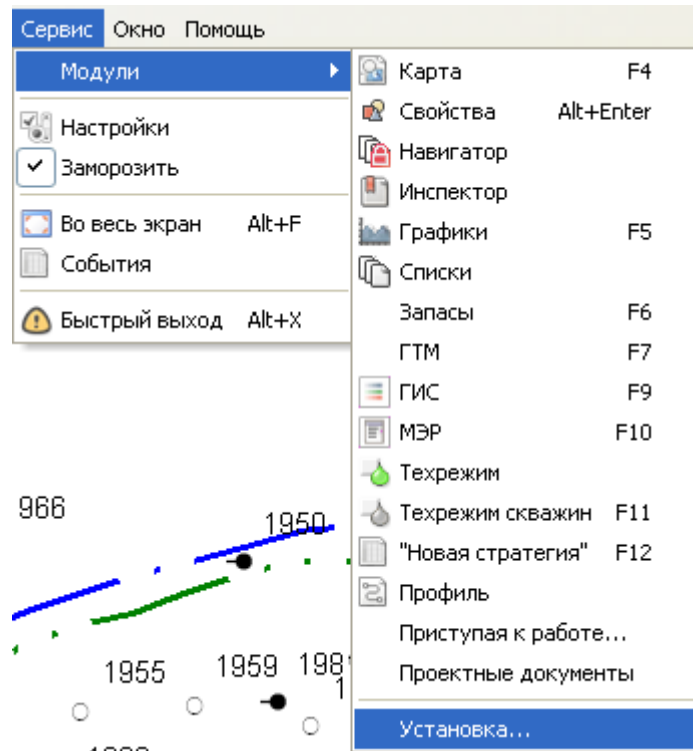 Сервис Окно Помощь
Модули
Настройки
Заморозить
Во весь экран Alt+F
События
Быстрый выход Alt+X
Карта F4
Свойства Alt+Enter
Навигатор
Инспектор
Графики F5
Списки
Запасы F6
ГТМ F7
ГИС F9
МЭР F10
Техрежим
Техрежим скважин F11
"Новая стратегия" F12
Профиль
Приступая к работе...
Проектные документы
Установка...
966
1950
1955 1959 198
1